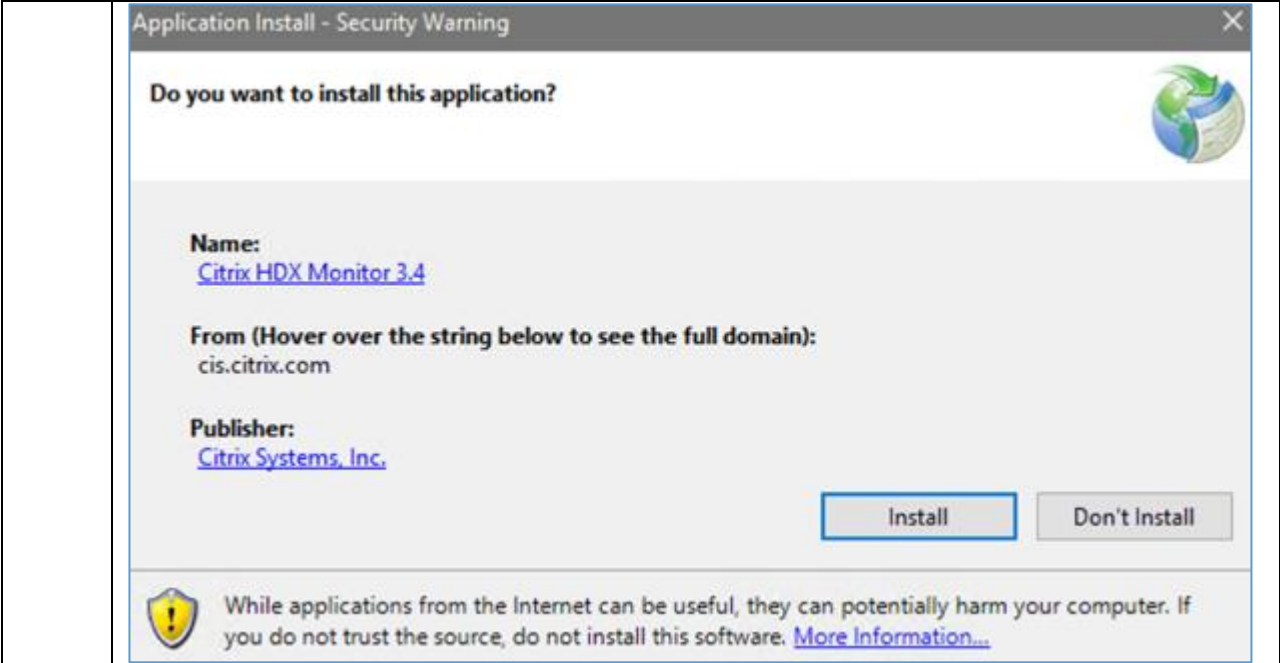 Application Install - Security Warning
Do you want to install this application?
Name:
Citrix HDX Monitor 3.4
From (Hover over the string below to see the full domain):
cis.citrix.com
Publisher:
Citrix Systems, Inc.
Install
Don't Install
While applications from the Internet can be useful, they can potentially harm your computer. If
you do not trust the source, do not install this software. More Information...